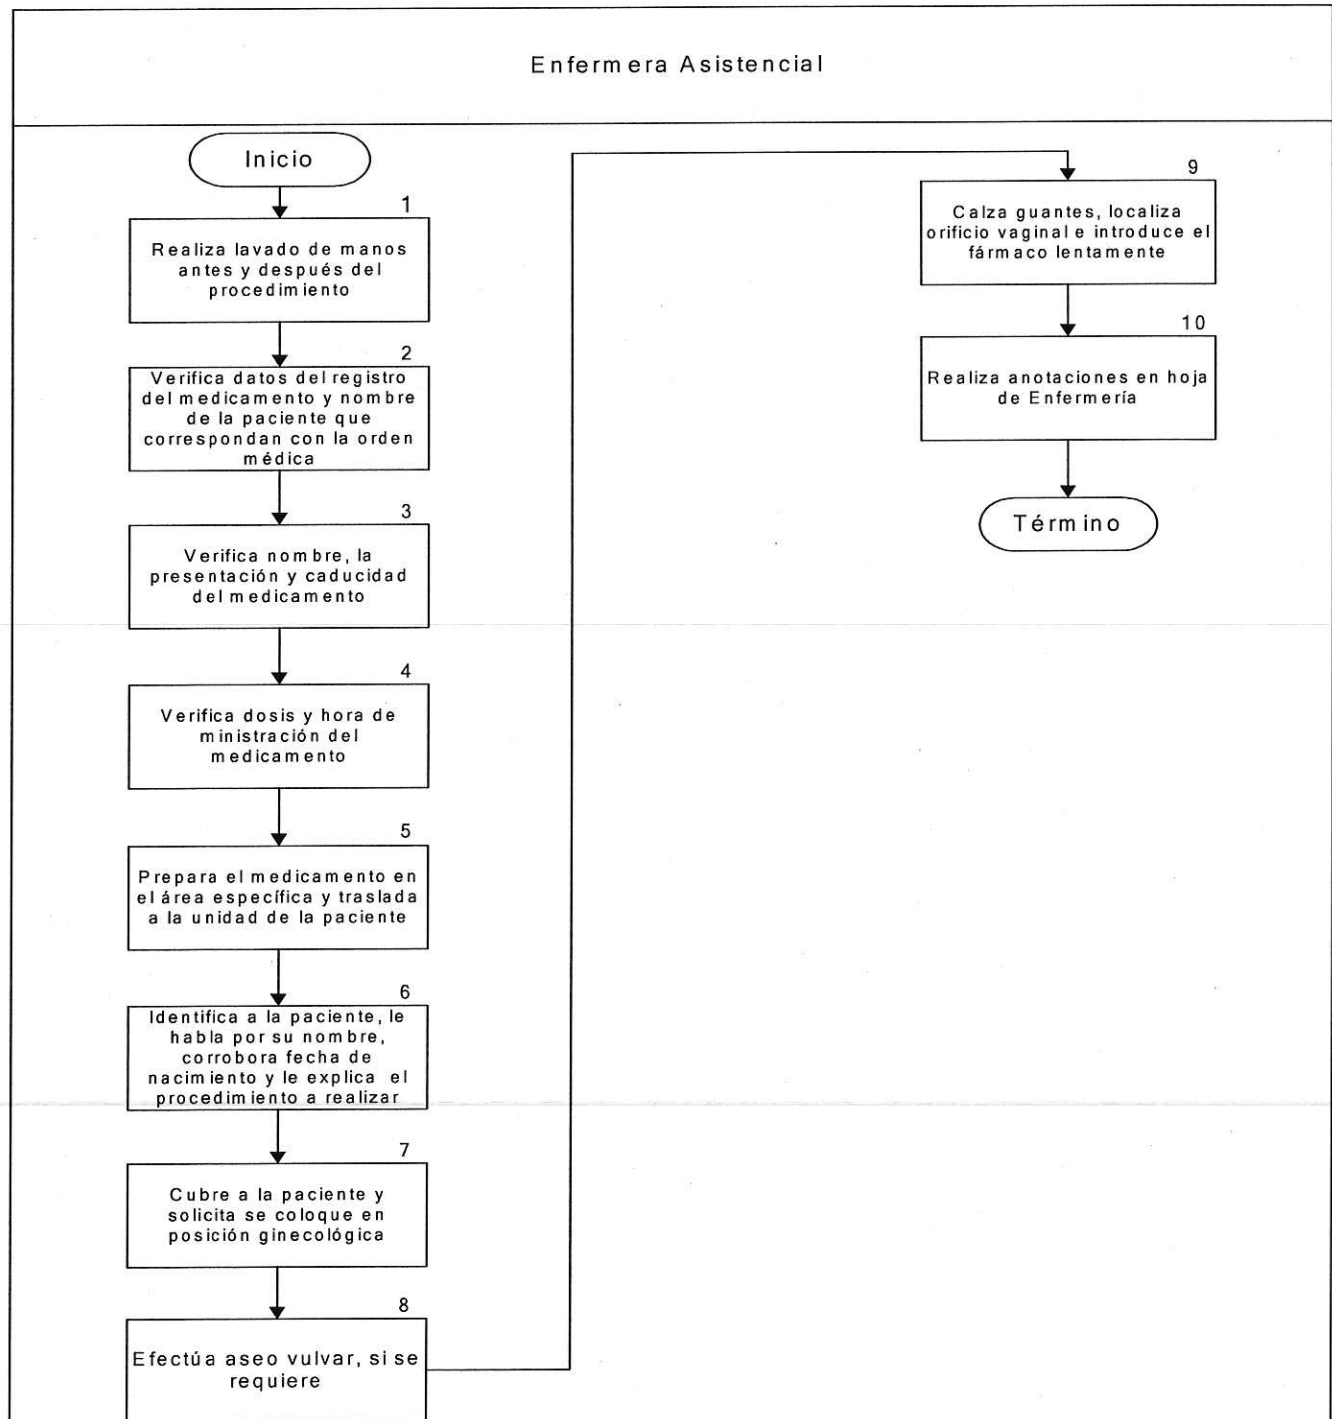 Enfermera Asistencial
Inicio
1
Realiza lavado de manos
antes y después del
procedimiento
2
Verifica datos del registro
del medicamento y nombre
de la paciente que
correspondan con la orden
médica
3
Verifica nombre, la
presentación y caducidad
del medicamento
4
Verifica dosis y hora de
ministración del
medicamento
5
Prepara el medicamento en
el área específica y traslada
a la unidad de la paciente
6
Identifica a la paciente, le
habla por su nombre,
corrobora fecha de
nacimiento y le explica el
procedimiento a realizar
7
Cubre a la paciente y
solicita se coloque en
posición ginecológica
8
Efectúa aseo vulvar, si se
requiere
9
Calza guantes, localiza
orificio vaginal e introduce el
fármaco lentamente
10
Realiza anotaciones en hoja
de Enfermería
Término